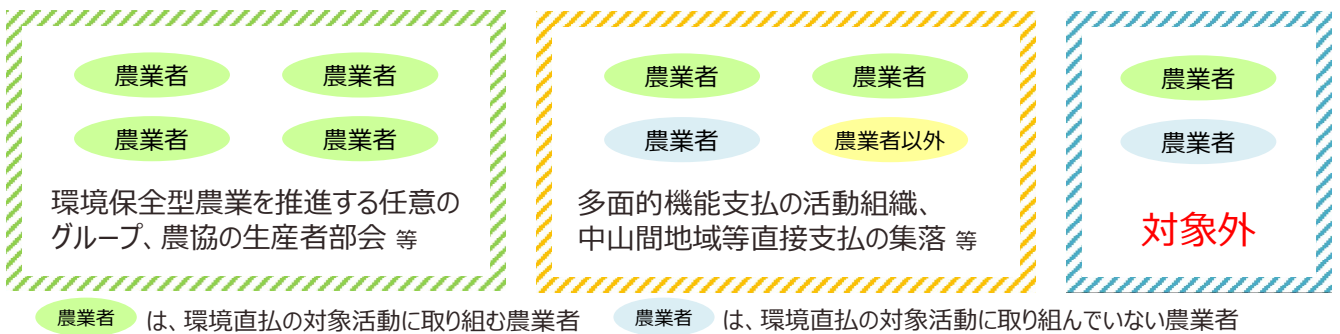 農業者 農業者
農業者 農業者
環境保全型農業を推進する任意の
グループ、農協の生産者部会 等
農業者 農業者
農業者 農業者以外
多面的機能支払の活動組織、
中山間地域等直接支払の集落 等
農業者
農業者
対象外
農業者 は、環境直払の対象活動に取り組む農業者
農業者 は、環境直払の対象活動に取り組んでいない農業者